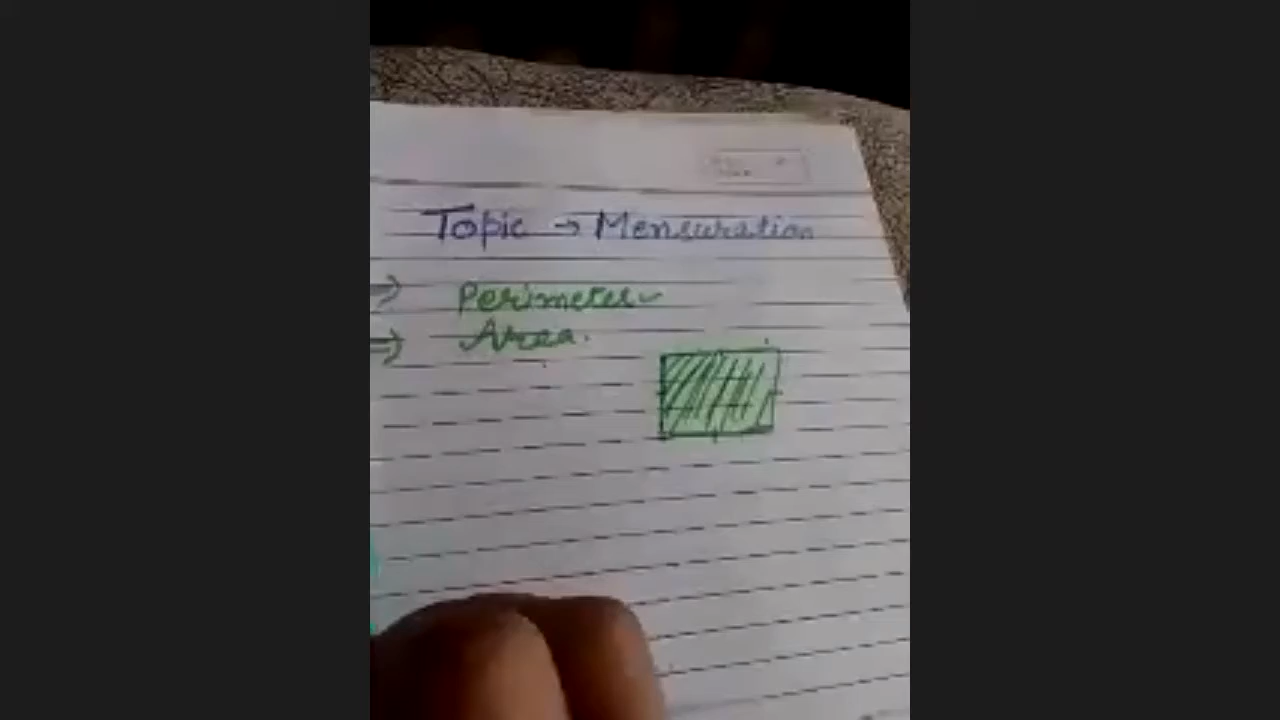 Topic → Mensuration
⇒ Perimeter
⇒ Area.